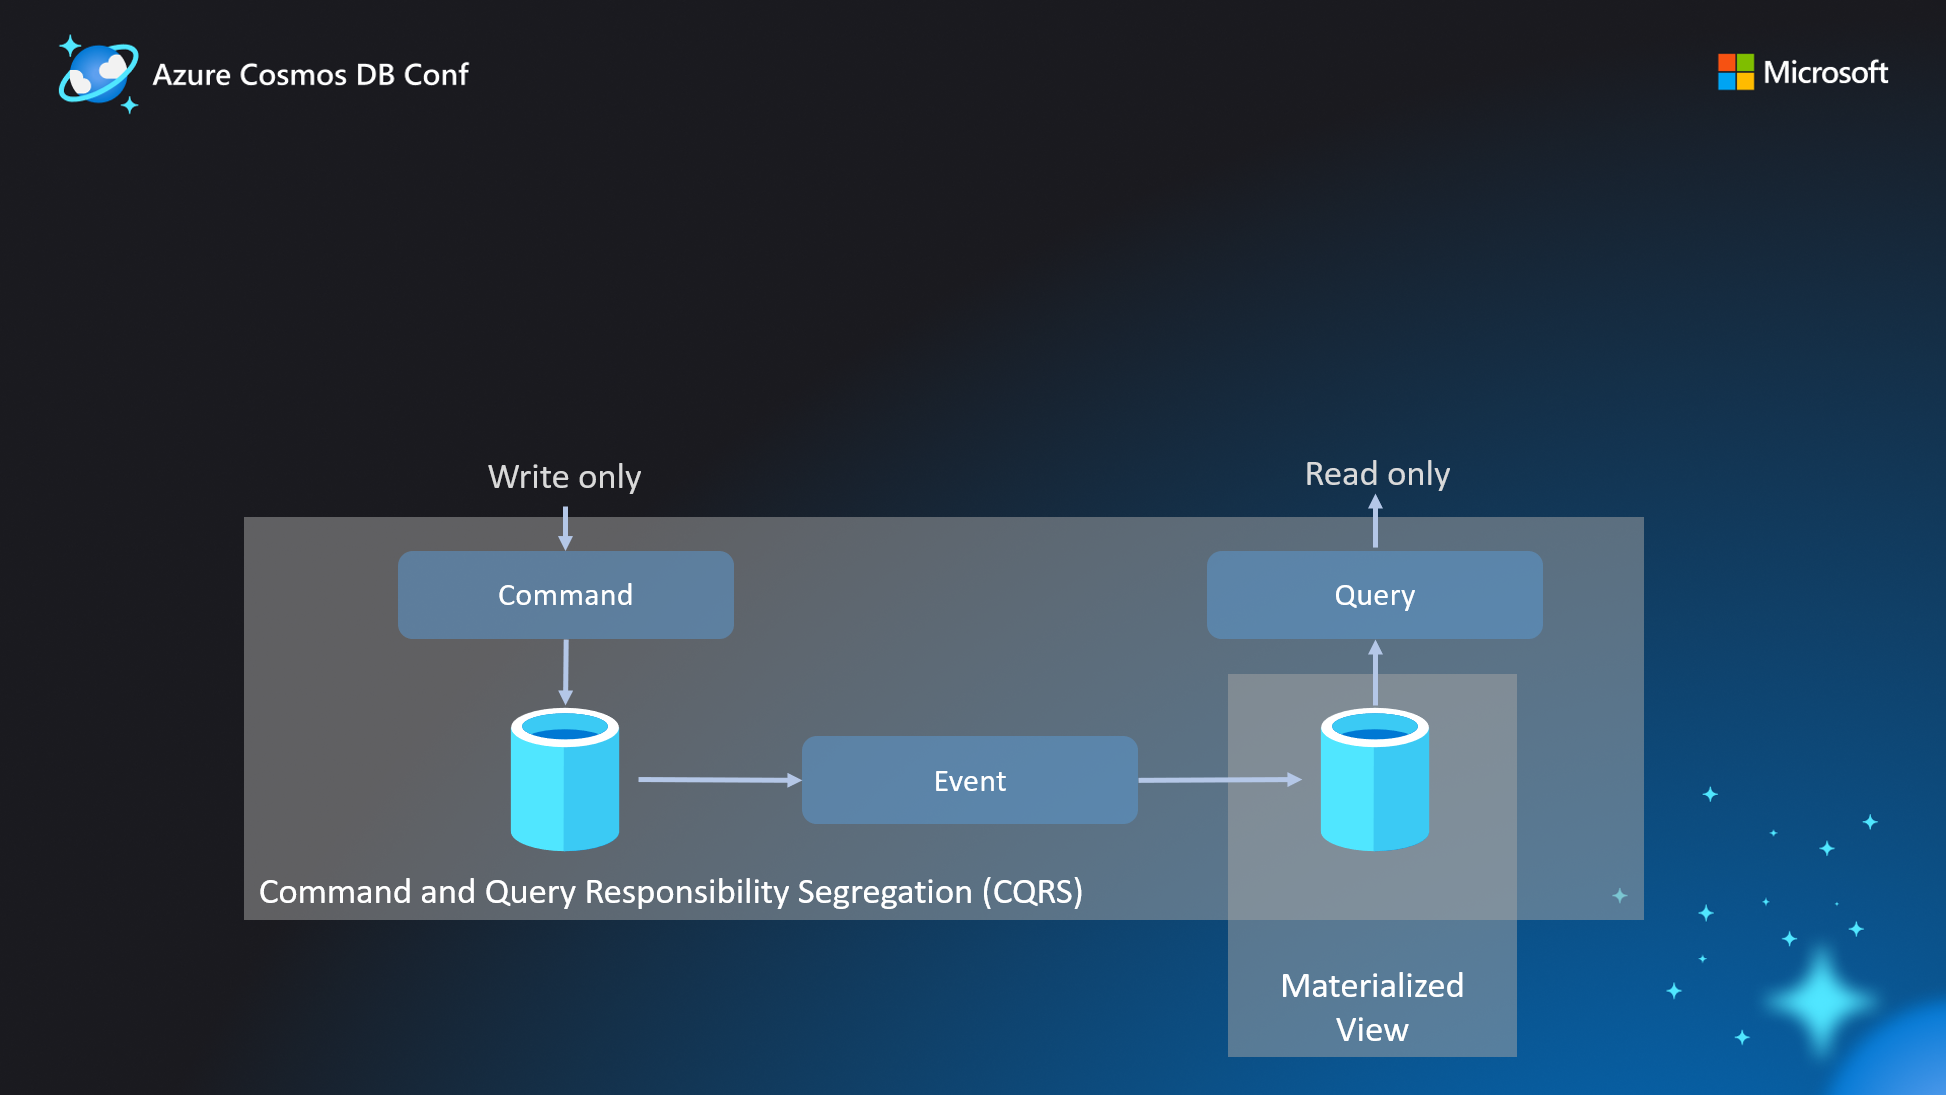 Azure Cosmos DB Conf
Microsoft
Write only
Read only
Command
Query
Event
Command and Query Responsibility Segregation (CQRS)
Materialized
View